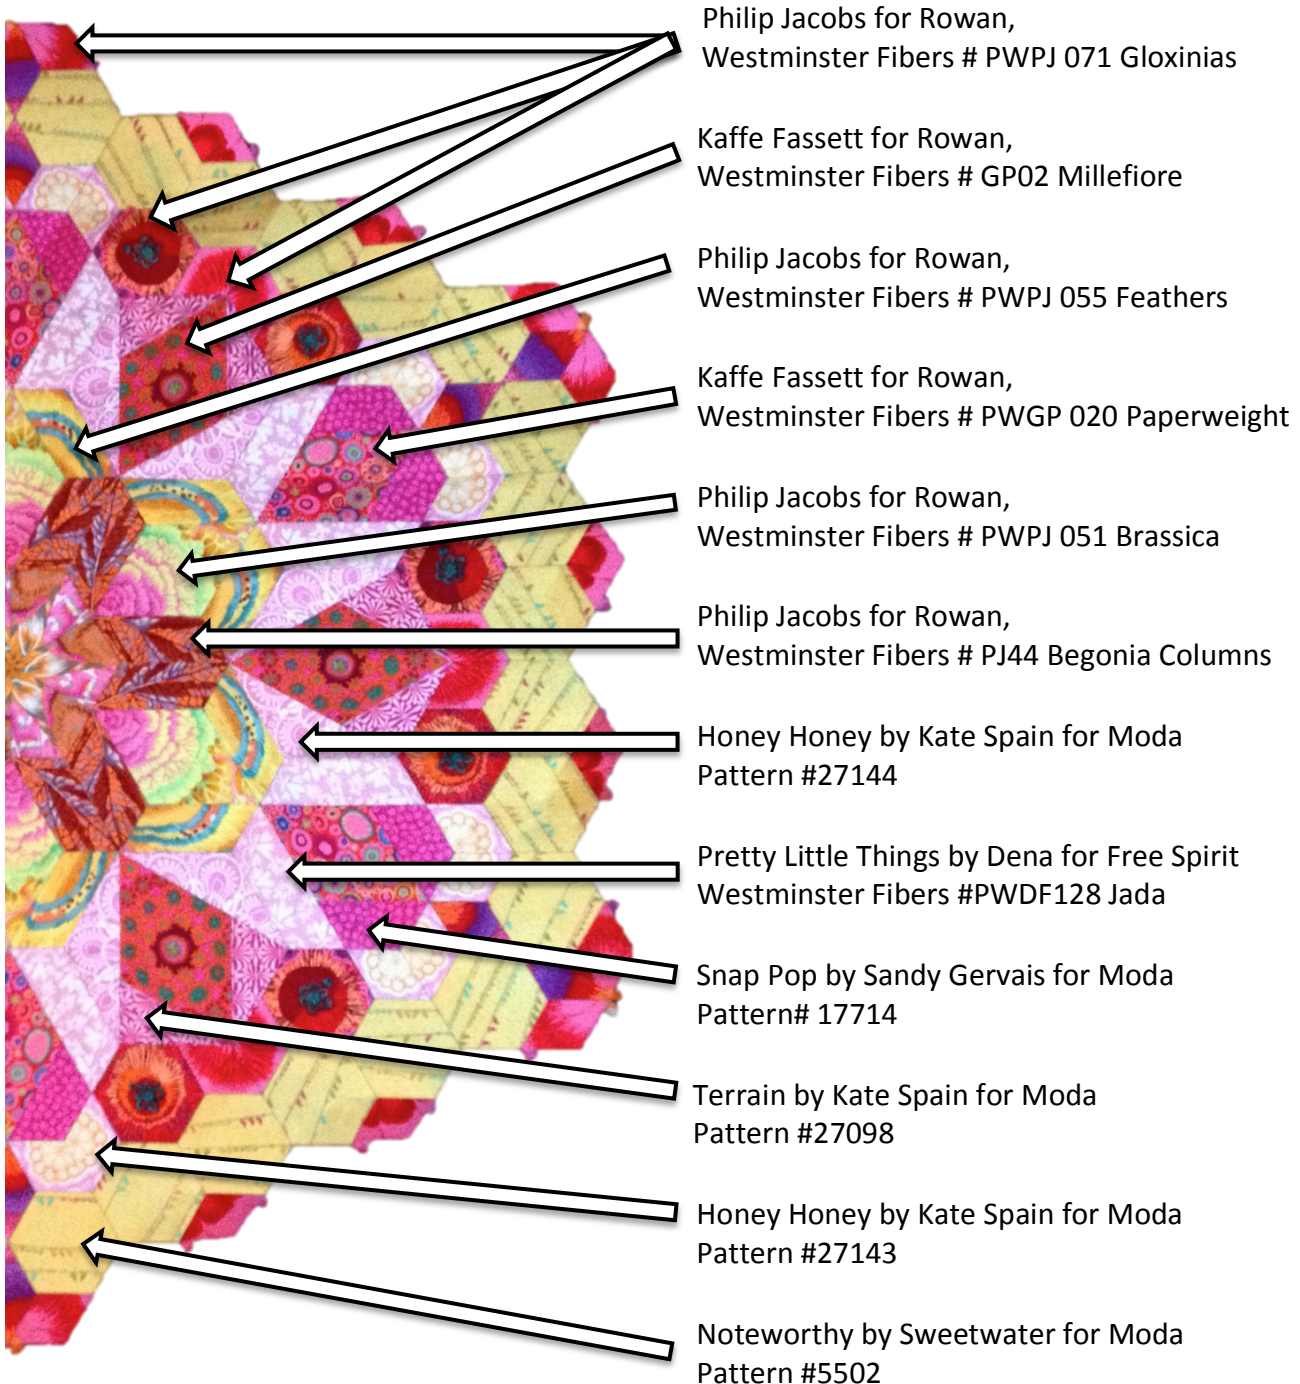 Philip Jacobs for Rowan,
Westminster Fibers # PWPJ 071 Gloxinias
Kaffe Fassett for Rowan,
Westminster Fibers # GP02 Millefiore
Philip Jacobs for Rowan,
Westminster Fibers # PWPJ 055 Feathers
Kaffe Fassett for Rowan,
Westminster Fibers # PWGP 020 Paperweight
Philip Jacobs for Rowan,
Westminster Fibers # PWPJ 051 Brassica
Philip Jacobs for Rowan,
Westminster Fibers # PJ44 Begonia Columns
Honey Honey by Kate Spain for Moda
Pattern #27144
Pretty Little Things by Dena for Free Spirit
Westminster Fibers #PWDF128 Jada
Snap Pop by Sandy Gervais for Moda
Pattern# 17714
Terrain by Kate Spain for Moda
Pattern #27098
Honey Honey by Kate Spain for Moda
Pattern #27143
Noteworthy by Sweetwater for Moda
Pattern #5502